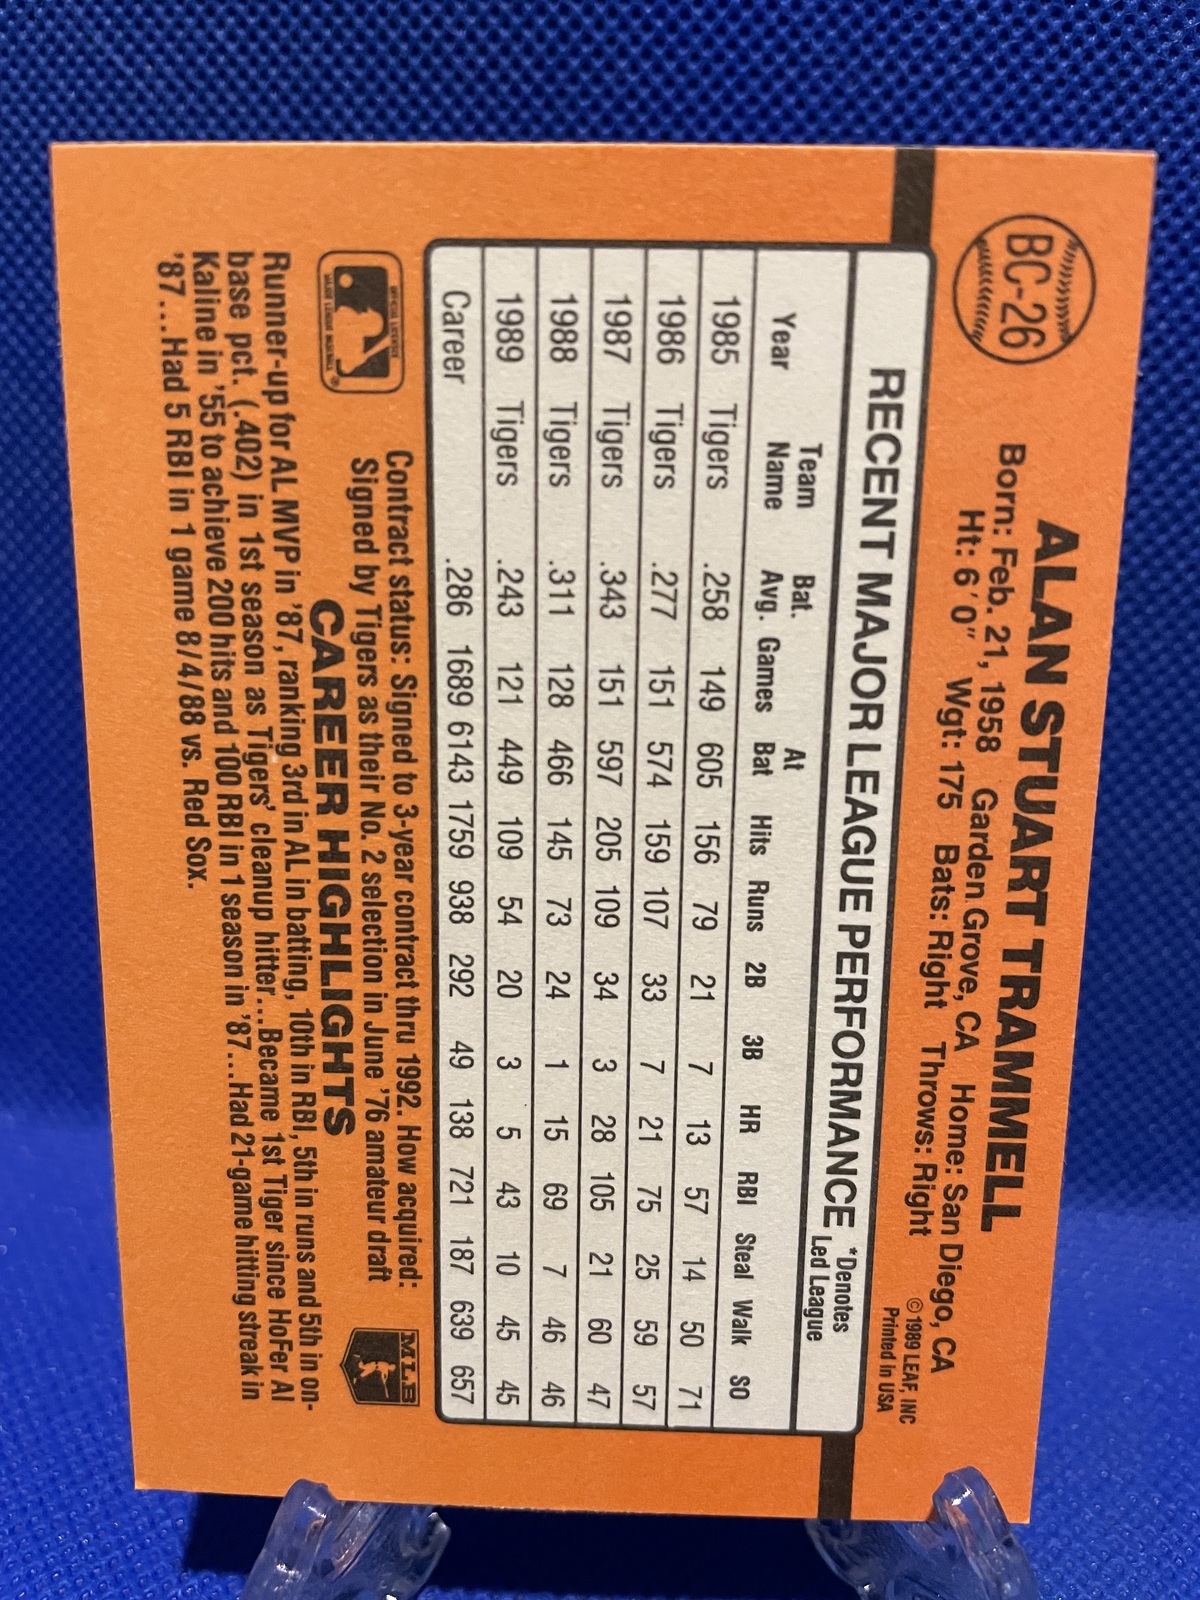 BC-26
ALAN STUART TRAMMELL
Born: Feb. 21, 1958 Garden Grove, CA Home: San Diego, CA
Ht: 6'0" Wgt: 175 Bats: Right Throws: Right
© 1989 LEAF, INC
Printed in USA
RECENT MAJOR LEAGUE PERFORMANCE
*Denotes
Led League
Year Team Name Bat. Avg. Games At Bat Hits Runs 2B 3B HR RBI Steal Walk SO
1985 Tigers .258 149 605 156 79 21 7 13 57 14 50 71
1986 Tigers .277 151 574 159 107 33 7 21 75 25 59 57
1987 Tigers .343 151 597 205 109 34 3 28 105 21 60 47
1988 Tigers .311 128 466 145 73 24 1 15 69 7 46 46
1989 Tigers .243 121 449 109 54 20 3 5 43 10 45 45
Career .286 1689 6143 1759 938 292 49 138 721 187 639 657
OFFICIAL LICENSEE
MAJOR LEAGUE BASEBALL
®
Contract status: Signed to 3-year contract thru 1992. How acquired:
Signed by Tigers as their No. 2 selection in June '76 amateur draft
MLB
CAREER HIGHLIGHTS
Runner-up for AL MVP in '87, ranking 3rd in AL in batting, 10th in RBI, 5th in runs and 5th in on-
base pct. (.402) in 1st season as Tigers' cleanup hitter...Became 1st Tiger since HoFer Al
Kaline in '55 to achieve 200 hits and 100 RBI in 1 season in '87...Had 21-game hitting streak in
'87...Had 5 RBI in 1 game 8/4/88 vs. Red Sox.